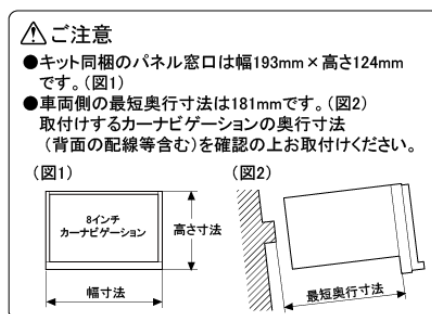 ご注意
●キット同梱のパネル窓口は幅193mm×高さ124mm
です。(図1)
●車両側の最短奥行寸法は181mmです。(図2)
取付けするカーナビゲーションの奥行寸法
(背面の配線等含む)を確認の上お取付けください。
(図1)
(図2)
8インチ
カーナビゲーション
高さ寸法
幅寸法
最短奥行寸法